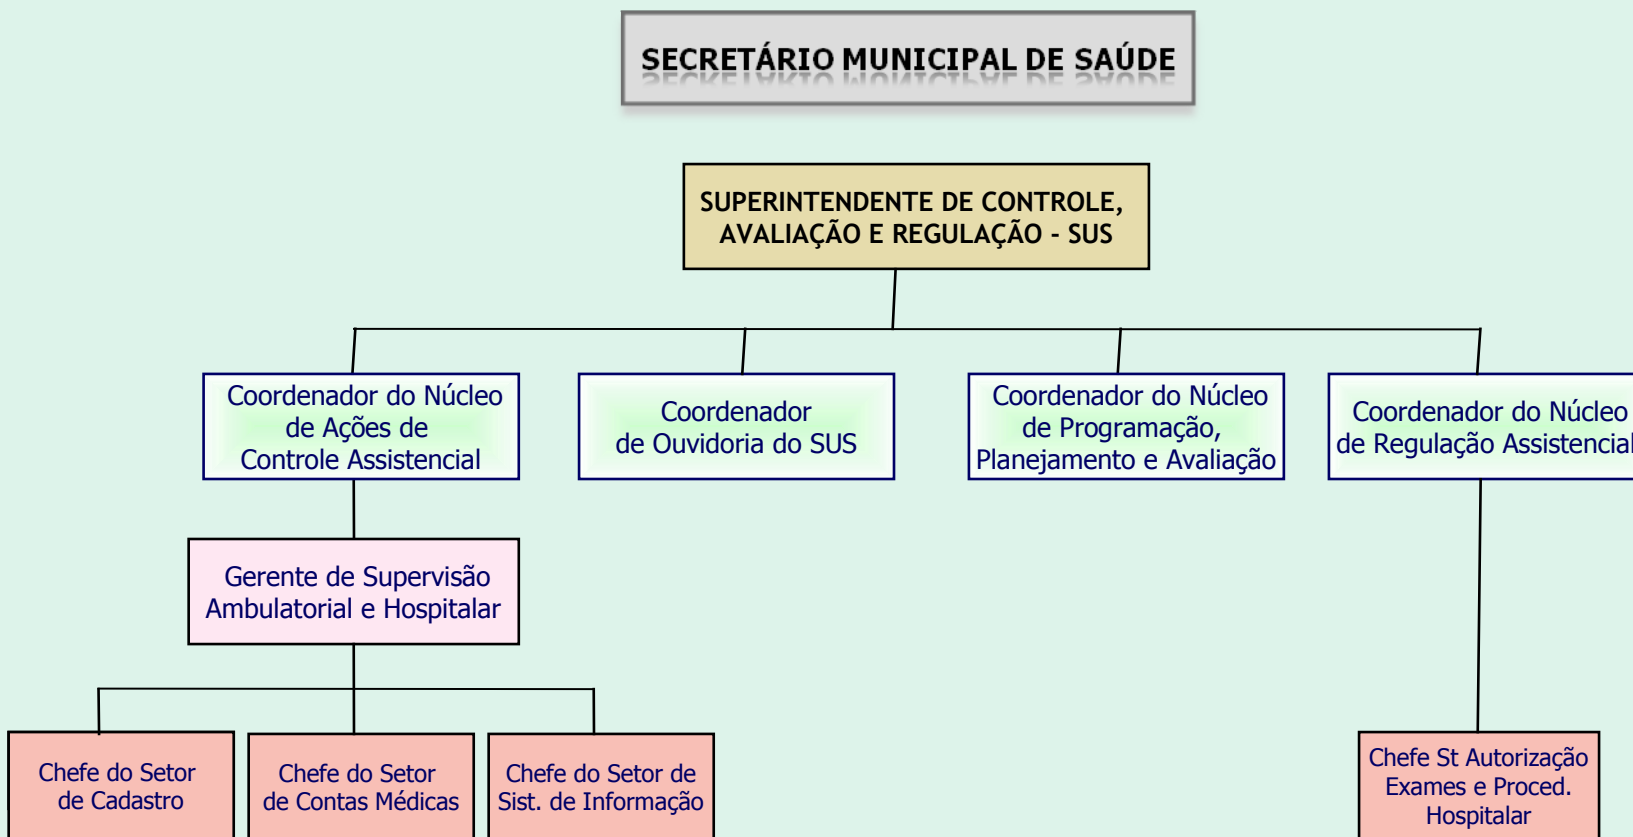 SECRETÁRIO MUNICIPAL DE SAÚDE
SUPERINTENDENTE DE CONTROLE,
AVALIAÇÃO E REGULAÇÃO - SUS
Coordenador do Núcleo
de Ações de
Controle Assistencial
Coordenador
de Ouvidoria do SUS
Coordenador do Núcleo
de Programação,
Planejamento e Avaliação
Coordenador do Núcleo
de Regulação Assistencial
Gerente de Supervisão
Ambulatorial e Hospitalar
Chefe do Setor
de Cadastro
Chefe do Setor
de Contas Médicas
Chefe do Setor de
Sist. de Informação
Chefe St Autorização
Exames e Proced.
Hospitalar